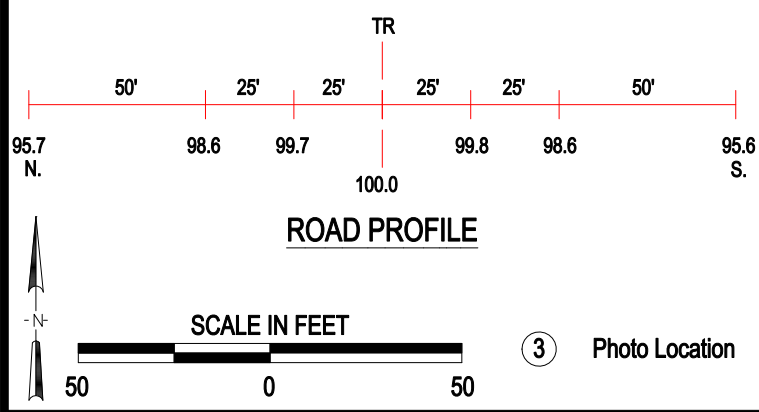 TR
50' 25' 25' 25' 25' 50'
95.7 98.6 99.7 99.8 98.6 95.6
N. S.
100.0
ROAD PROFILE
-N-
SCALE IN FEET
3 Photo Location
50 0 50